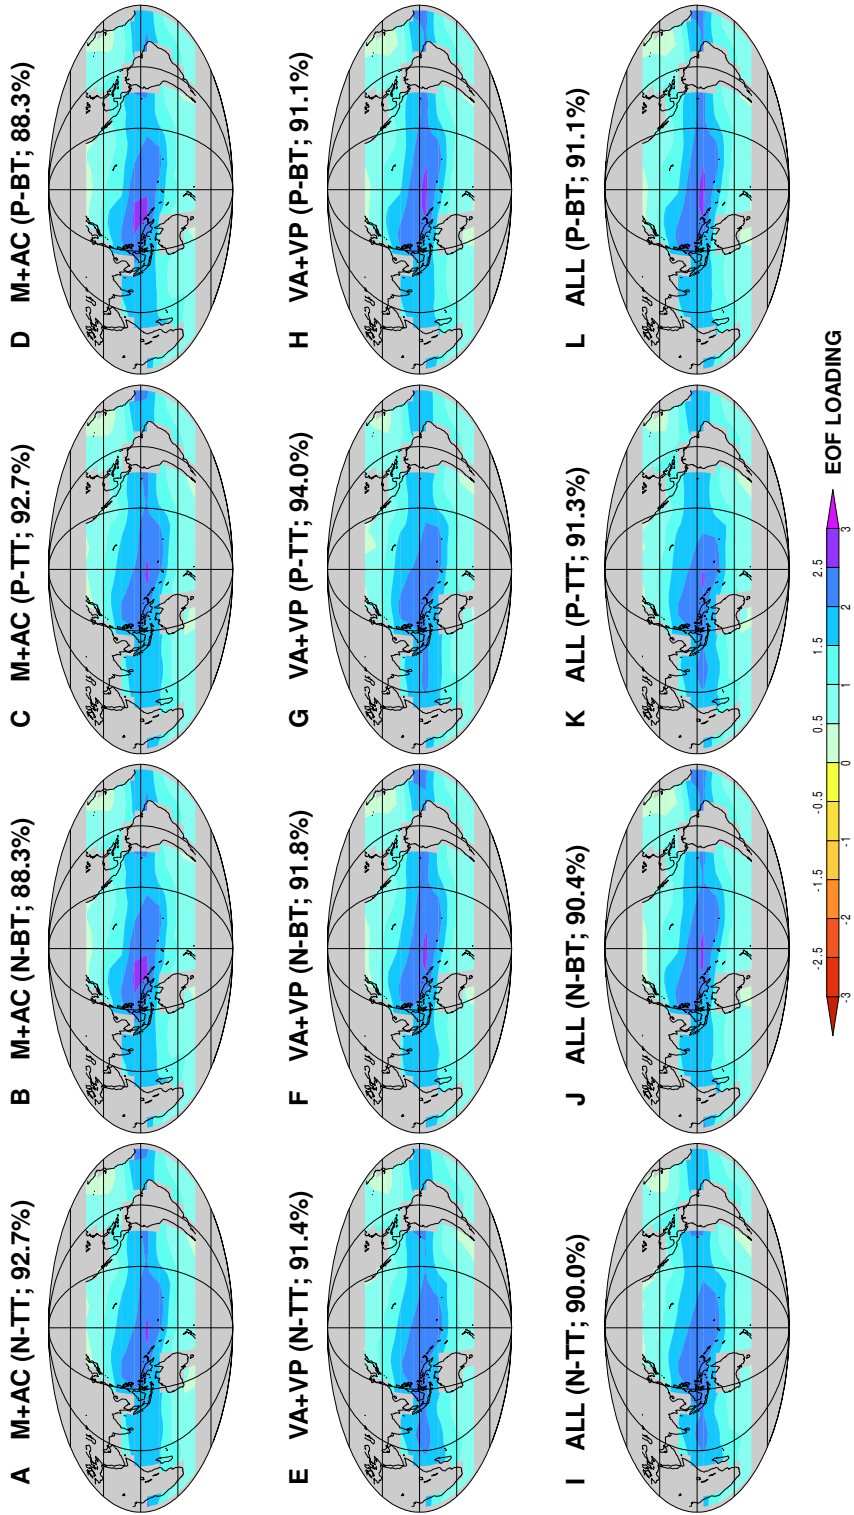 A M+AC (N-TT; 92.7%)
B M+AC (N-BT; 88.3%)
C M+AC (P-TT; 92.7%)
D M+AC (P-BT; 88.3%)
E VA+VP (N-TT; 91.4%)
F VA+VP (N-BT; 91.8%)
G VA+VP (P-TT; 94.0%)
H VA+VP (P-BT; 91.1%)
I ALL (N-TT; 90.0%)
J ALL (N-BT; 90.4%)
K ALL (P-TT; 91.3%)
L ALL (P-BT; 91.1%)
-3 -2.5 -2 -1.5 -1 -0.5 0 0.5 1 1.5 2 2.5 3
EOF LOADING